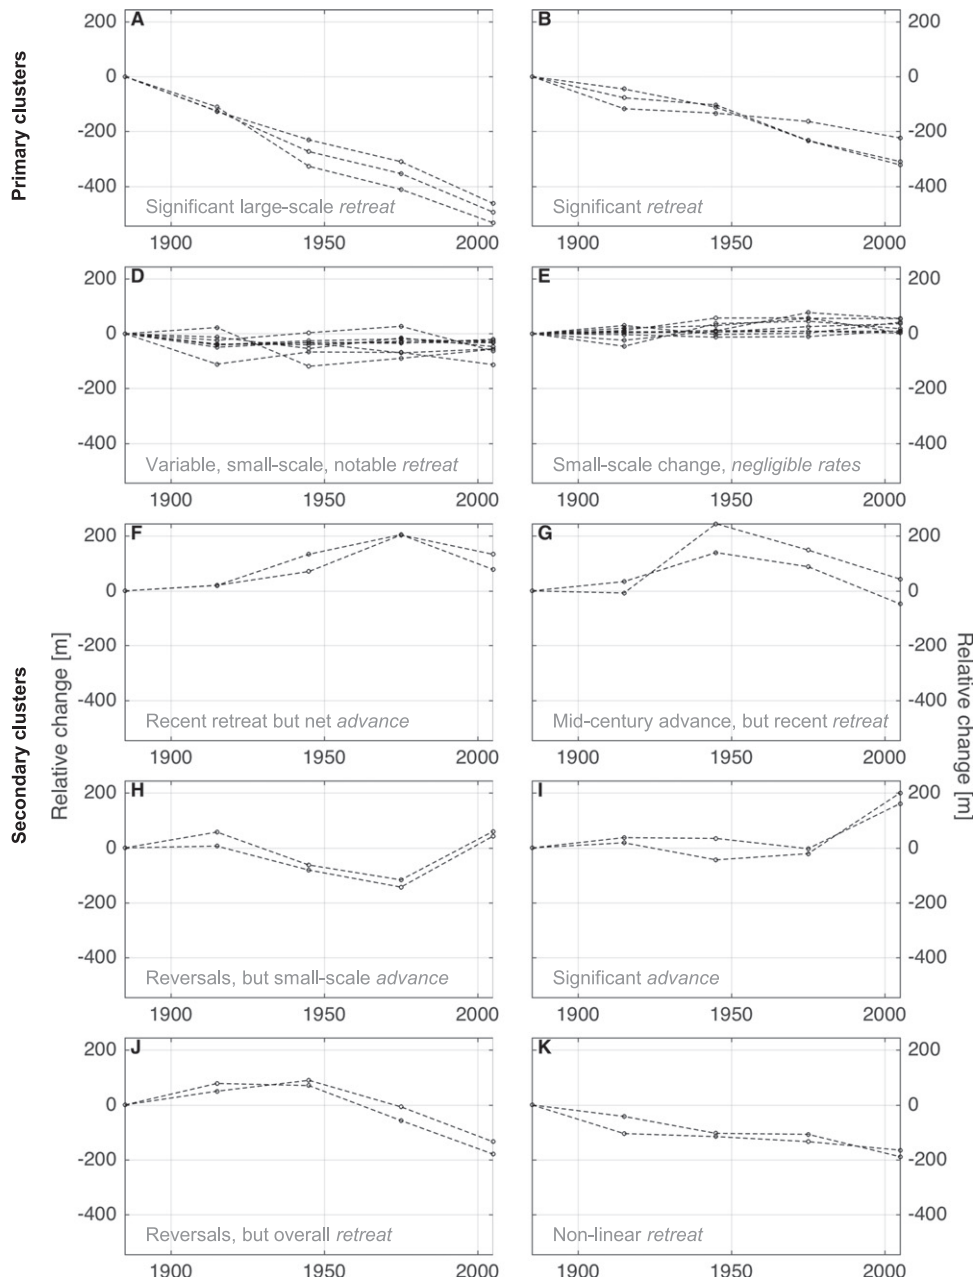 Primary clusters
A
B
200
0
-200
-400
200
0
-200
-400
Significant large-scale retreat
Significant retreat
1900
1950
2000
1900
1950
2000
D
E
200
0
-200
-400
200
0
-200
-400
Variable, small-scale, notable retreat
Small-scale change, negligible rates
1900
1950
2000
1900
1950
2000
Secondary clusters
Relative change [m]
Relative change [m]
F
G
200
0
-200
-400
200
0
-200
-400
Recent retreat but net advance
Mid-century advance, but recent retreat
1900
1950
2000
1900
1950
2000
H
I
200
0
-200
-400
200
0
-200
-400
Reversals, but small-scale advance
Significant advance
1900
1950
2000
1900
1950
2000
J
K
200
0
-200
-400
200
0
-200
-400
Reversals, but overall retreat
Non-linear retreat
1900
1950
2000
1900
1950
2000